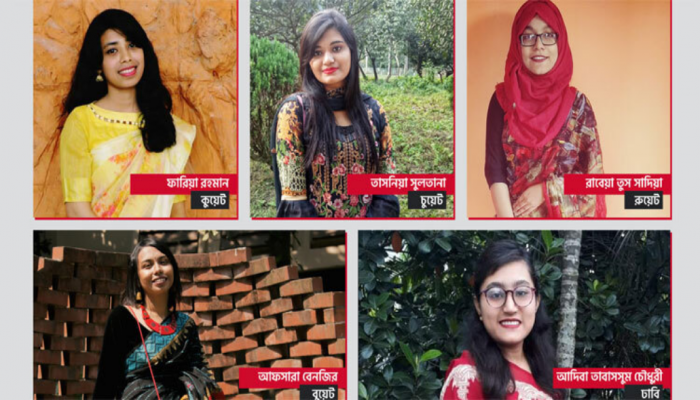 ফারিয়া রহমান
কুয়েট
তাসনিয়া সুলতানা
চুয়েট
রাবেয়া তুস সাদিয়া
রুয়েট
আফসারা বেনজির
বুয়েট
আদিবা তাবাসসুম চৌধুরী
ঢাবি